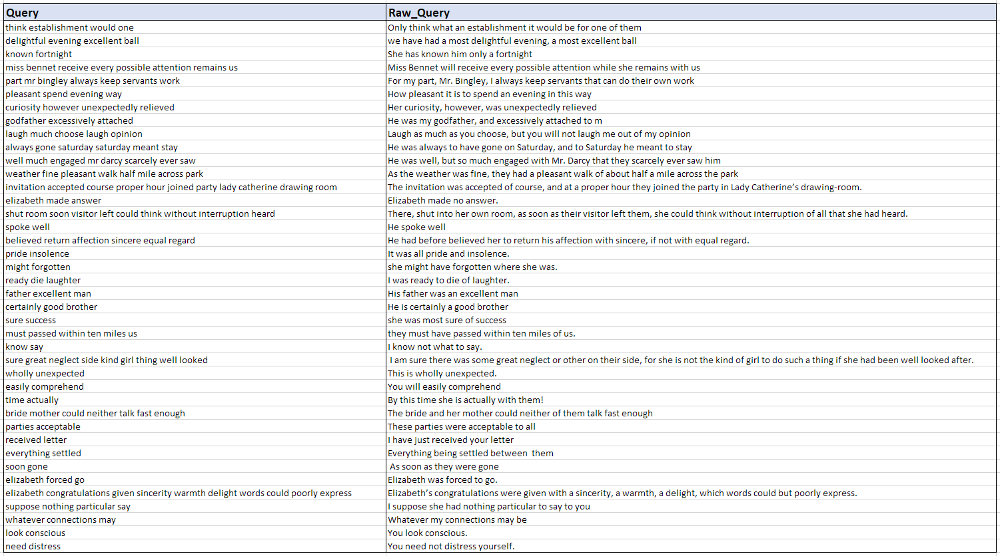 Query Raw_Query
think establishment would one Only think what an establishment it would be for one of them
delightful evening excellent ball we have had a most delightful evening, a most excellent ball
known fortnight She has known him only a fortnight
miss bennet receive every possible attention remains us Miss Bennet will receive every possible attention while she remains with us
part mr bingley always keep servants work For my part, Mr. Bingley, I always keep servants that can do their own work
pleasant spend evening way How pleasant it is to spend an evening in this way
curiosity however unexpectedly relieved Her curiosity, however, was unexpectedly relieved
godfather excessively attached He was my godfather, and excessively attached to m
laugh much choose laugh opinion Laugh as much as you choose, but you will not laugh me out of my opinion
always gone saturday saturday meant stay He was always to have gone on Saturday, and to Saturday he meant to stay
well much engaged mr darcy scarcely ever saw He was well, but so much engaged with Mr. Darcy that they scarcely ever saw him
weather fine pleasant walk half mile across park As the weather was fine, they had a pleasant walk of about half a mile across the park
invitation accepted course proper hour joined party lady catherine drawing room The invitation was accepted of course, and at a proper hour they joined the party in Lady Catherine’s drawing-room.
elizabeth made answer Elizabeth made no answer.
shut room soon visitor left could think without interruption heard There, shut into her own room, as soon as their visitor left them, she could think without interruption of all that she had heard.
spoke well He spoke well
believed return affection sincere equal regard He had before believed her to return his affection with sincere, if not with equal regard.
pride insolence It was all pride and insolence.
might forgotten she might have forgotten where she was.
ready die laughter I was ready to die of laughter.
father excellent man His father was an excellent man
certainly good brother He is certainly a good brother
sure success she was most sure of success
must passed within ten miles us they must have passed within ten miles of us.
know say I know not what to say.
sure great neglect side kind girl thing well looked I am sure there was some great neglect or other on their side, for she is not the kind of girl to do such a thing if she had been well looked after.
wholly unexpected This is wholly unexpected.
easily comprehend You will easily comprehend
time actually By this time she is actually with them!
bride mother could neither talk fast enough The bride and her mother could neither of them talk fast enough
parties acceptable These parties were acceptable to all
received letter I have just received your letter
everything settled Everything being settled between them
soon gone As soon as they were gone
elizabeth forced go Elizabeth was forced to go.
elizabeth congratulations given sincerity warmth delight words could poorly express Elizabeth’s congratulations were given with a sincerity, a warmth, a delight, which words could but poorly express.
suppose nothing particular say I suppose she had nothing particular to say to you
whatever connections may Whatever my connections may be
look conscious You look conscious.
need distress You need not distress yourself.